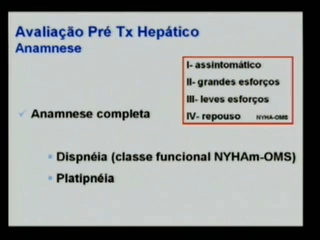 Avaliação Pré Tx Hepático
Anamnese
I- assintomático
II- grandes esforços
III- leves esforços
IV- repouso NYHA-OMS
Anamnese completa
Dispnéia (classe funcional NYHAm-OMS)
Platipnéia